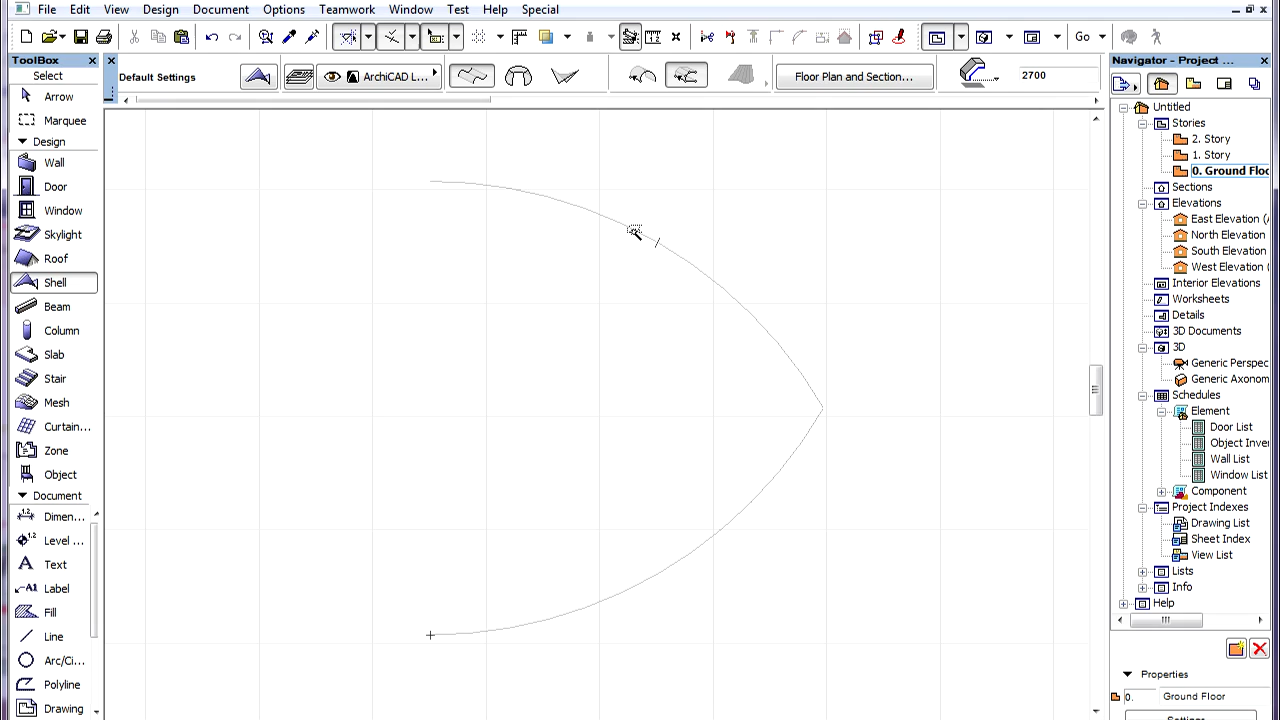 File Edit View Design Document Options Teamwork Window Test Help Special
Go
ToolBox
Select
Arrow
Marquee
Design
Wall
Door
Window
Skylight
Roof
Shell
Beam
Column
Slab
Stair
Mesh
Curtain...
Zone
Object
Document
Dimen...
Level ...
Text
Label
Fill
Line
Arc/Ci...
Polyline
Drawing
Default Settings
ArchiCAD L...
Floor Plan and Section...
2700
Navigator - Project ...
Untitled
Stories
2. Story
1. Story
0. Ground Floo
Sections
Elevations
East Elevation (A
North Elevation
South Elevation
West Elevation (
Interior Elevations
Worksheets
Details
3D Documents
3D
Generic Perspec
Generic Axonom
Schedules
Element
Door List
Object Inve
Wall List
Window List
Component
Project Indexes
Drawing List
Sheet Index
View List
Lists
Info
Help
Properties
0. Ground Floor